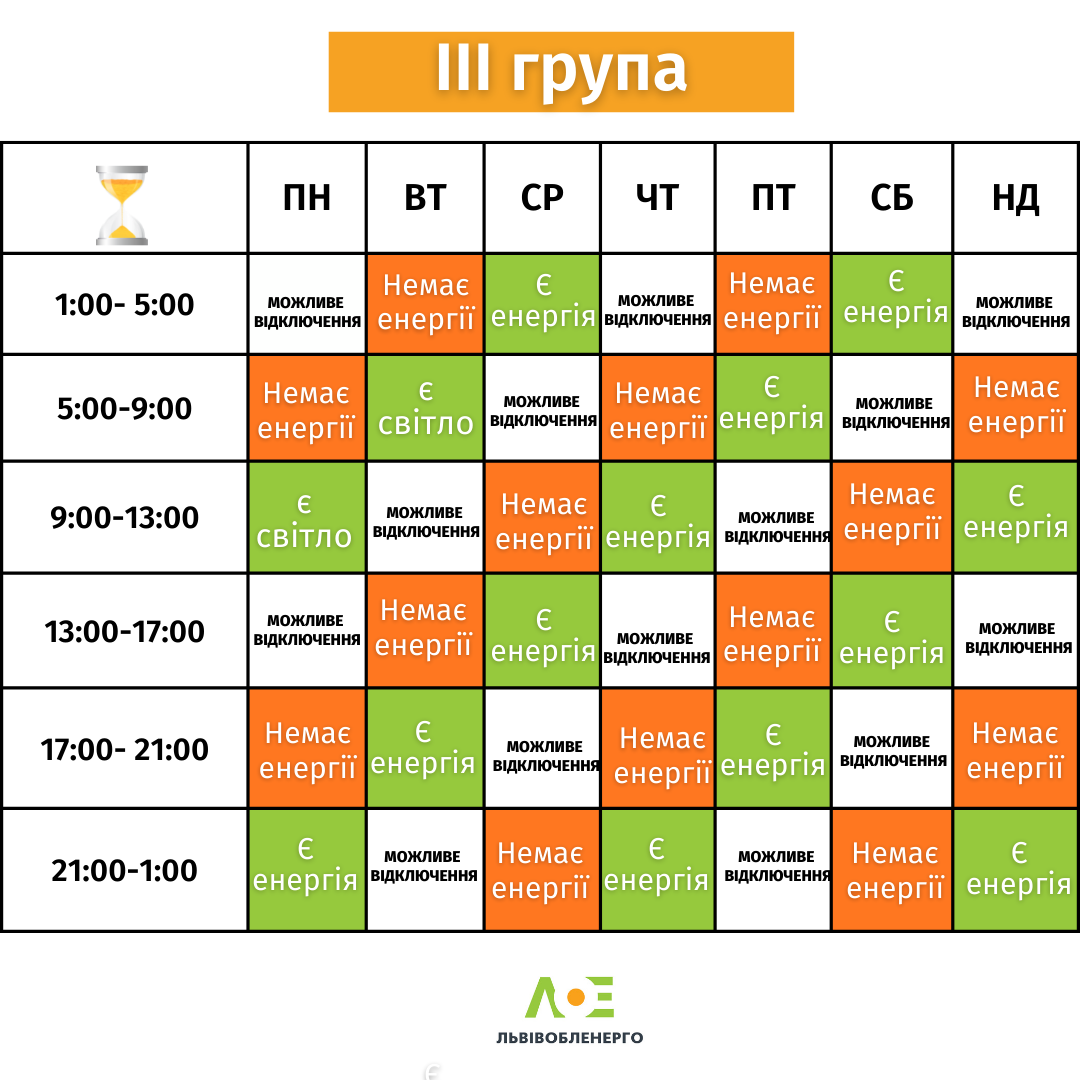 III група
ПН ВТ СР ЧТ ПТ СБ НД
1:00- 5:00
МОЖЛИВЕ
ВІДКЛЮЧЕННЯ
Немає
енергії
Є
енергія
МОЖЛИВЕ
ВІДКЛЮЧЕННЯ
Немає
енергії
Є
енергія
МОЖЛИВЕ
ВІДКЛЮЧЕННЯ
5:00-9:00
Немає
енергії
є
світло
МОЖЛИВЕ
ВІДКЛЮЧЕННЯ
Немає
енергії
Є
енергія
МОЖЛИВЕ
ВІДКЛЮЧЕННЯ
Немає
енергії
9:00-13:00
є
світло
МОЖЛИВЕ
ВІДКЛЮЧЕННЯ
Немає
енергії
Є
енергія
МОЖЛИВЕ
ВІДКЛЮЧЕННЯ
Немає
енергії
Є
енергія
13:00-17:00
МОЖЛИВЕ
ВІДКЛЮЧЕННЯ
Немає
енергії
Є
енергія
МОЖЛИВЕ
ВІДКЛЮЧЕННЯ
Немає
енергії
Є
енергія
МОЖЛИВЕ
ВІДКЛЮЧЕННЯ
17:00- 21:00
Немає
енергії
Є
енергія
МОЖЛИВЕ
ВІДКЛЮЧЕННЯ
Немає
енергії
Є
енергія
МОЖЛИВЕ
ВІДКЛЮЧЕННЯ
Немає
енергії
21:00-1:00
Є
енергія
МОЖЛИВЕ
ВІДКЛЮЧЕННЯ
Немає
енергії
Є
енергія
МОЖЛИВЕ
ВІДКЛЮЧЕННЯ
Немає
енергії
Є
енергія
ЛОЕ
ЛЬВІВОБЛЕНЕРГО
Є